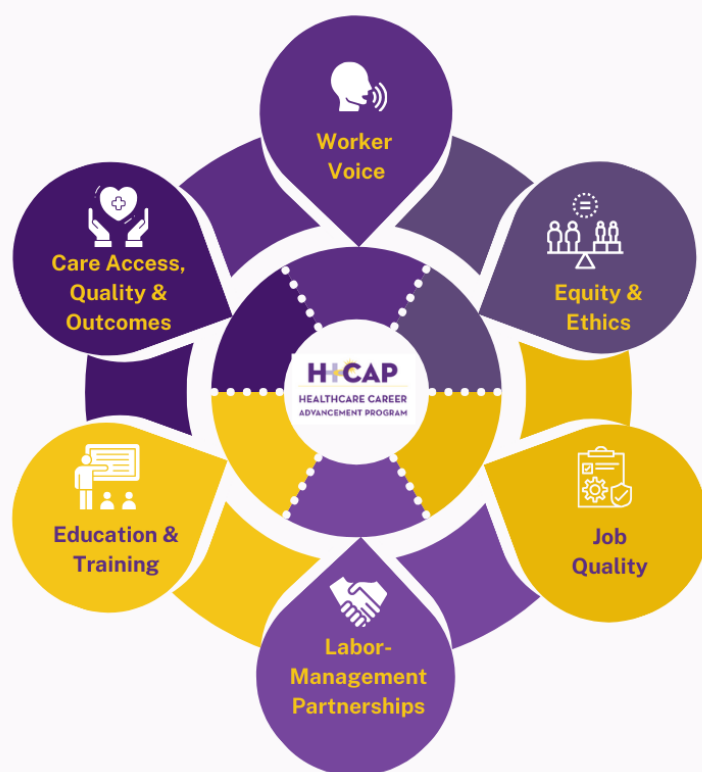 Worker
Voice
Care Access,
Quality &
Outcomes
Equity &
Ethics
H+CAP
HEALTHCARE CAREER
ADVANCEMENT PROGRAM
Education &
Training
Job
Quality
Labor-
Management
Partnerships